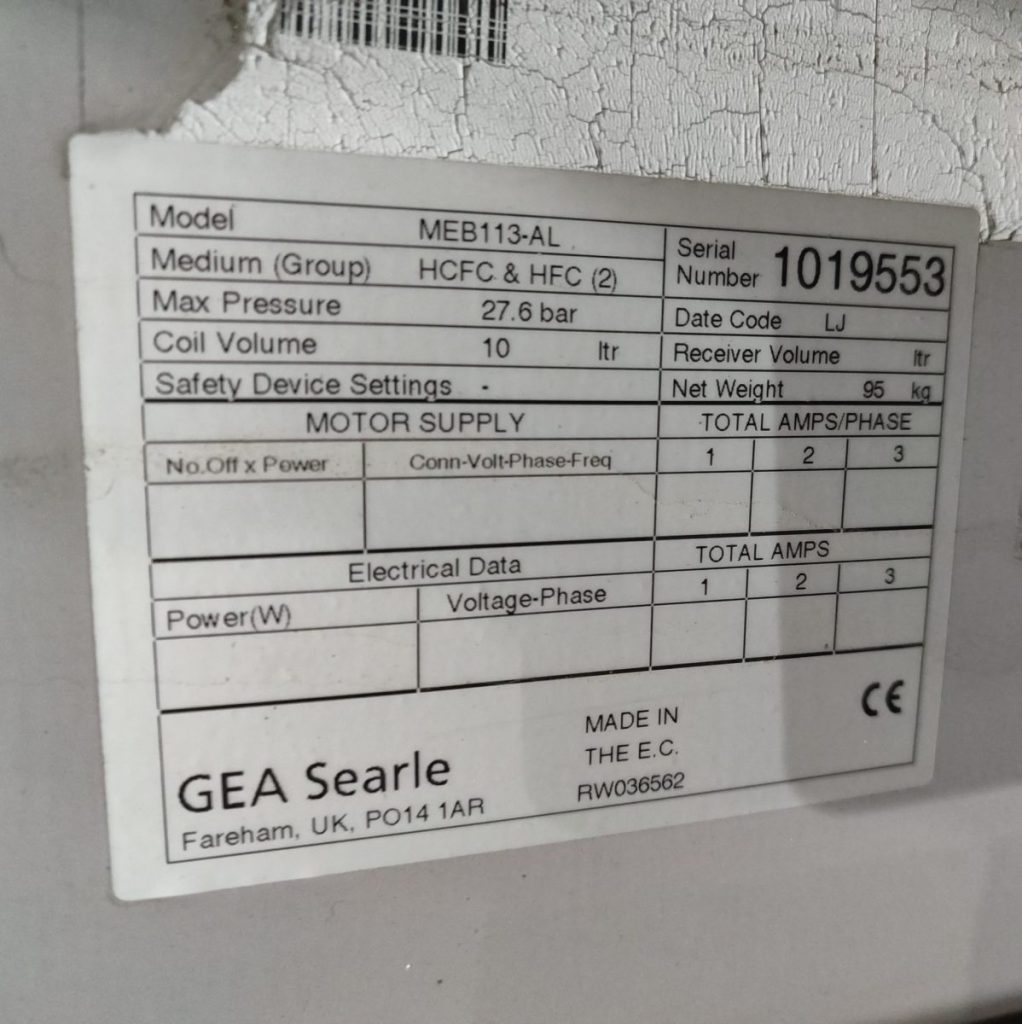 Model MEB113-AL
Medium (Group) HCFC & HFC (2)
Max Pressure 27.6 bar
Coil Volume 10 ltr
Safety Device Settings -
Serial Number 1019553
Date Code LJ
Receiver Volume ltr
Net Weight 95 kg
MOTOR SUPPLY TOTAL AMPS/PHASE
No.Off x Power Conn-Volt-Phase-Freq 1 2 3
Electrical Data TOTAL AMPS
Power(W) Voltage-Phase 1 2 3
GEA Searle
Fareham, UK, PO14 1AR
MADE IN
THE E.C.
RW036562
CE